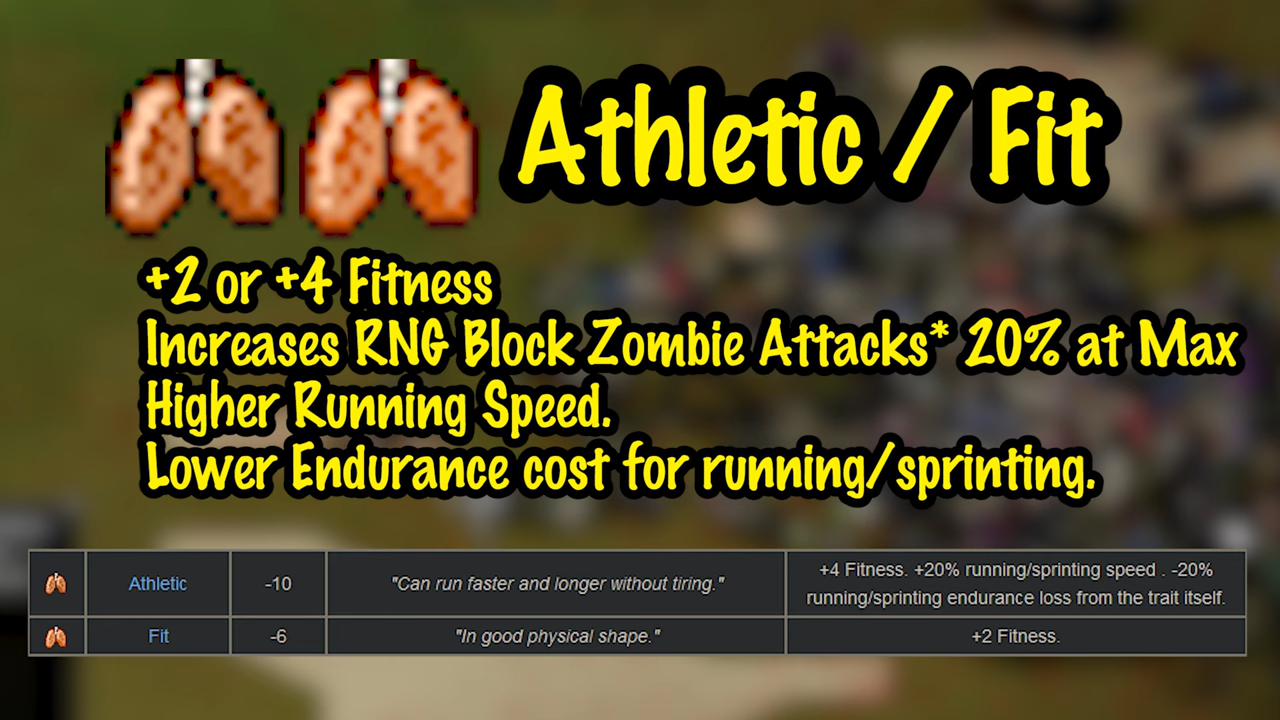 Athletic / Fit
+2 or +4 Fitness
Increases RNG Block Zombie Attacks* 20% at Max
Higher Running Speed.
Lower Endurance cost for running/sprinting.
Athletic -10 "Can run faster and longer without tiring." +4 Fitness. +20% running/sprinting speed . -20%
running/sprinting endurance loss from the trait itself.
Fit -6 "In good physical shape." +2 Fitness.